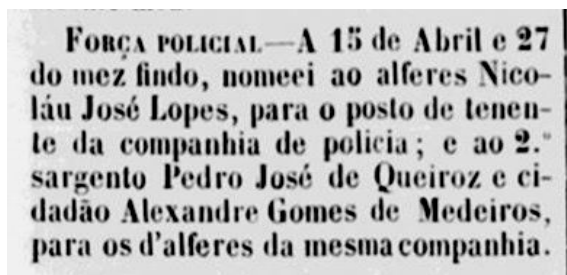 FORÇA POLICIAL—A 15 de Abril e 27
do mez findo, nomeei ao alferes Nico-
láu José Lopes, para o posto de tenen-
te da companhia de policia; e ao 2.º
sargento Pedro José de Queiroz e ci-
dadão Alexandre Gomes de Medeiros,
para os d'alferes da mesma companhia.